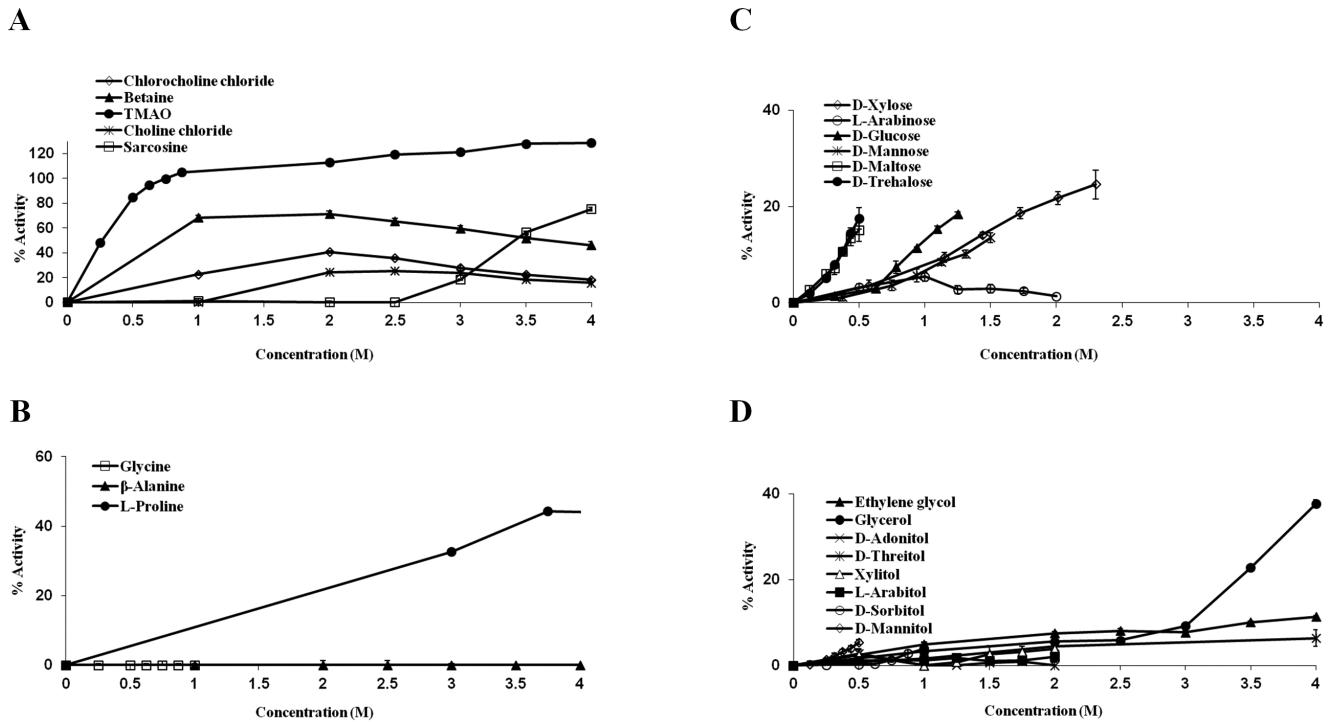 A
Chlorocholine chloride
Betaine
TMAO
Choline chloride
Sarcosine
120
100
80
60
40
20
0
% Activity
0 0.5 1 1.5 2 2.5 3 3.5 4
Concentration (M)
B
Glycine
β-Alanine
L-Proline
60
40
20
0
% Activity
0 0.5 1 1.5 2 2.5 3 3.5 4
Concentration (M)
C
D-Xylose
L-Arabinose
D-Glucose
D-Mannose
D-Maltose
D-Trehalose
40
20
0
% Activity
0 0.5 1 1.5 2 2.5 3 3.5 4
Concentration (M)
D
Ethylene glycol
Glycerol
D-Adonitol
D-Threitol
Xylitol
L-Arabitol
D-Sorbitol
D-Mannitol
40
20
0
% Activity
0 0.5 1 1.5 2 2.5 3 3.5 4
Concentration (M)